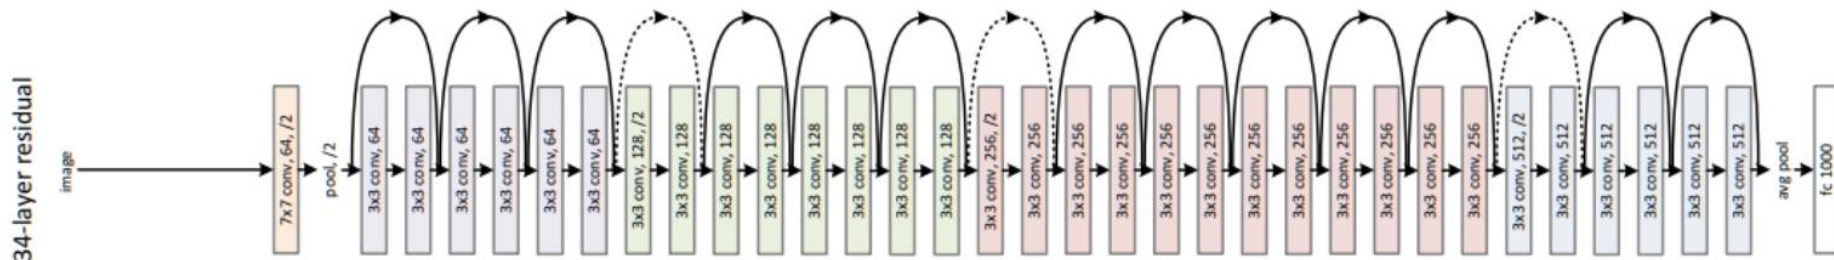 34-layer residual
image
7x7 conv, 64, /2
pool, /2
3x3 conv, 64
3x3 conv, 64
3x3 conv, 64
3x3 conv, 64
3x3 conv, 64
3x3 conv, 64
3x3 conv, 128, /2
3x3 conv, 128
3x3 conv, 128
3x3 conv, 128
3x3 conv, 128
3x3 conv, 128
3x3 conv, 128
3x3 conv, 128
3x3 conv, 256, /2
3x3 conv, 256
3x3 conv, 256
3x3 conv, 256
3x3 conv, 256
3x3 conv, 256
3x3 conv, 256
3x3 conv, 256
3x3 conv, 256
3x3 conv, 256
3x3 conv, 256
3x3 conv, 256
3x3 conv, 512, /2
3x3 conv, 512
3x3 conv, 512
3x3 conv, 512
3x3 conv, 512
3x3 conv, 512
avg pool
fc 1000